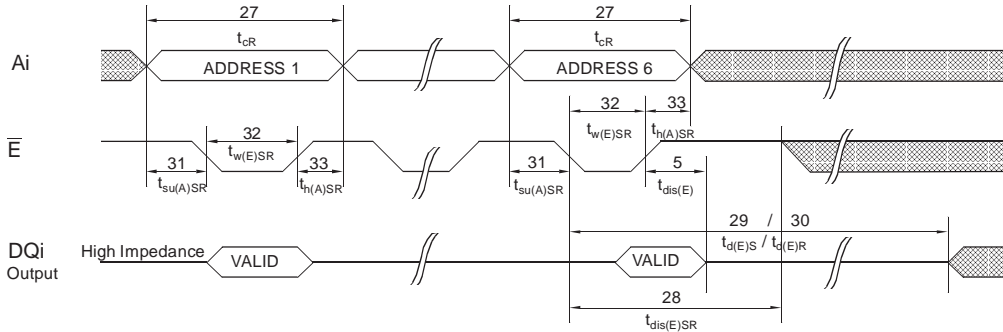 27 27
tcR tcR
Ai ADDRESS 1 ADDRESS 6
32 33
tw(E)SR th(A)SR
E 32
tw(E)SR
31 33 31 5
tsu(A)SR th(A)SR tsu(A)SR tdis(E)
29 / 30
td(E)S / td(E)R
DQi High Impedance VALID VALID
Output
28
tdis(E)SR